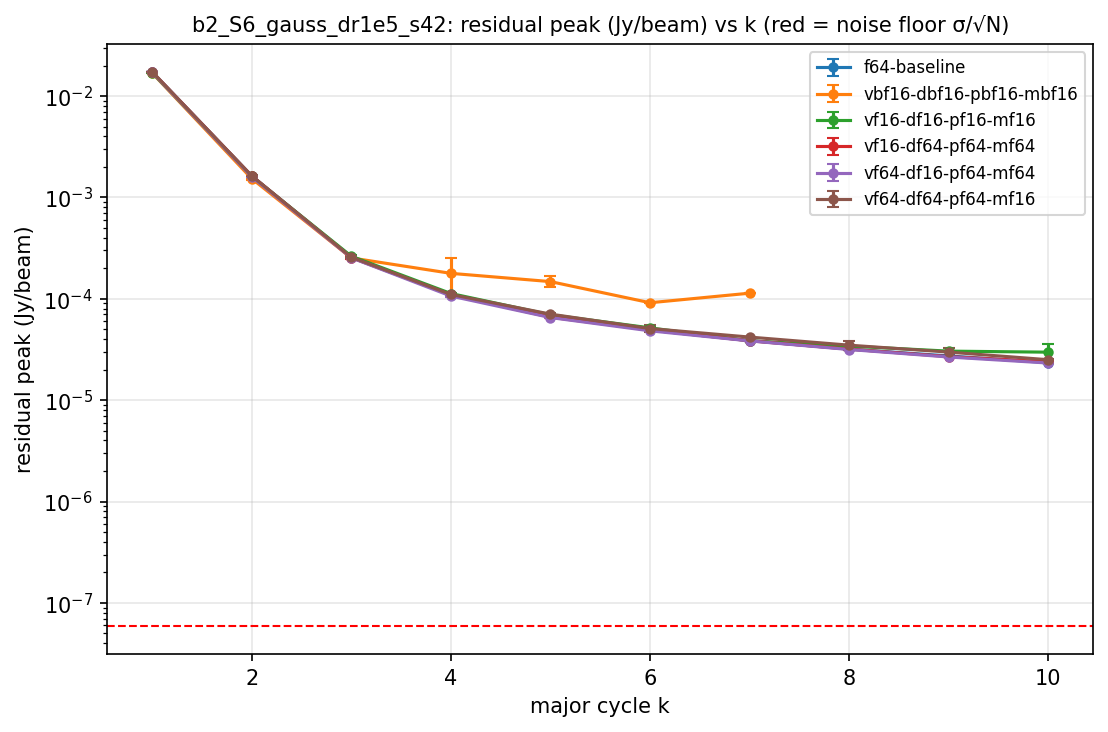 b2_S6_gauss_dr1e5_s42: residual peak (Jy/beam) vs k (red = noise floor σ/√N)
f64-baseline
vbf16-dbf16-pbf16-mbf16
vf16-df16-pf16-mf16
vf16-df64-pf64-mf64
vf64-df16-pf64-mf64
vf64-df64-pf64-mf16
residual peak (Jy/beam)
10⁻²
10⁻³
10⁻⁴
10⁻⁵
10⁻⁶
10⁻⁷
2 4 6 8 10
major cycle k